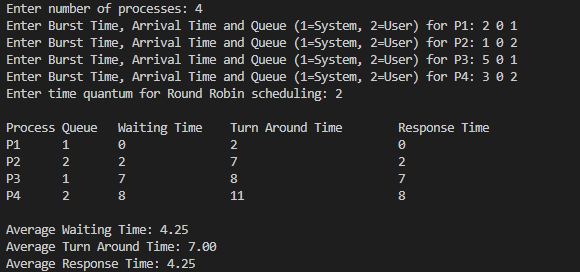 Enter number of processes: 4
Enter Burst Time, Arrival Time and Queue (1=System, 2=User) for P1: 2 0 1
Enter Burst Time, Arrival Time and Queue (1=System, 2=User) for P2: 1 0 2
Enter Burst Time, Arrival Time and Queue (1=System, 2=User) for P3: 5 0 1
Enter Burst Time, Arrival Time and Queue (1=System, 2=User) for P4: 3 0 2
Enter time quantum for Round Robin scheduling: 2
Process Queue Waiting Time Turn Around Time Response Time
P1 1 0 2 0
P2 2 2 7 2
P3 1 7 8 7
P4 2 8 11 8
Average Waiting Time: 4.25
Average Turn Around Time: 7.00
Average Response Time: 4.25